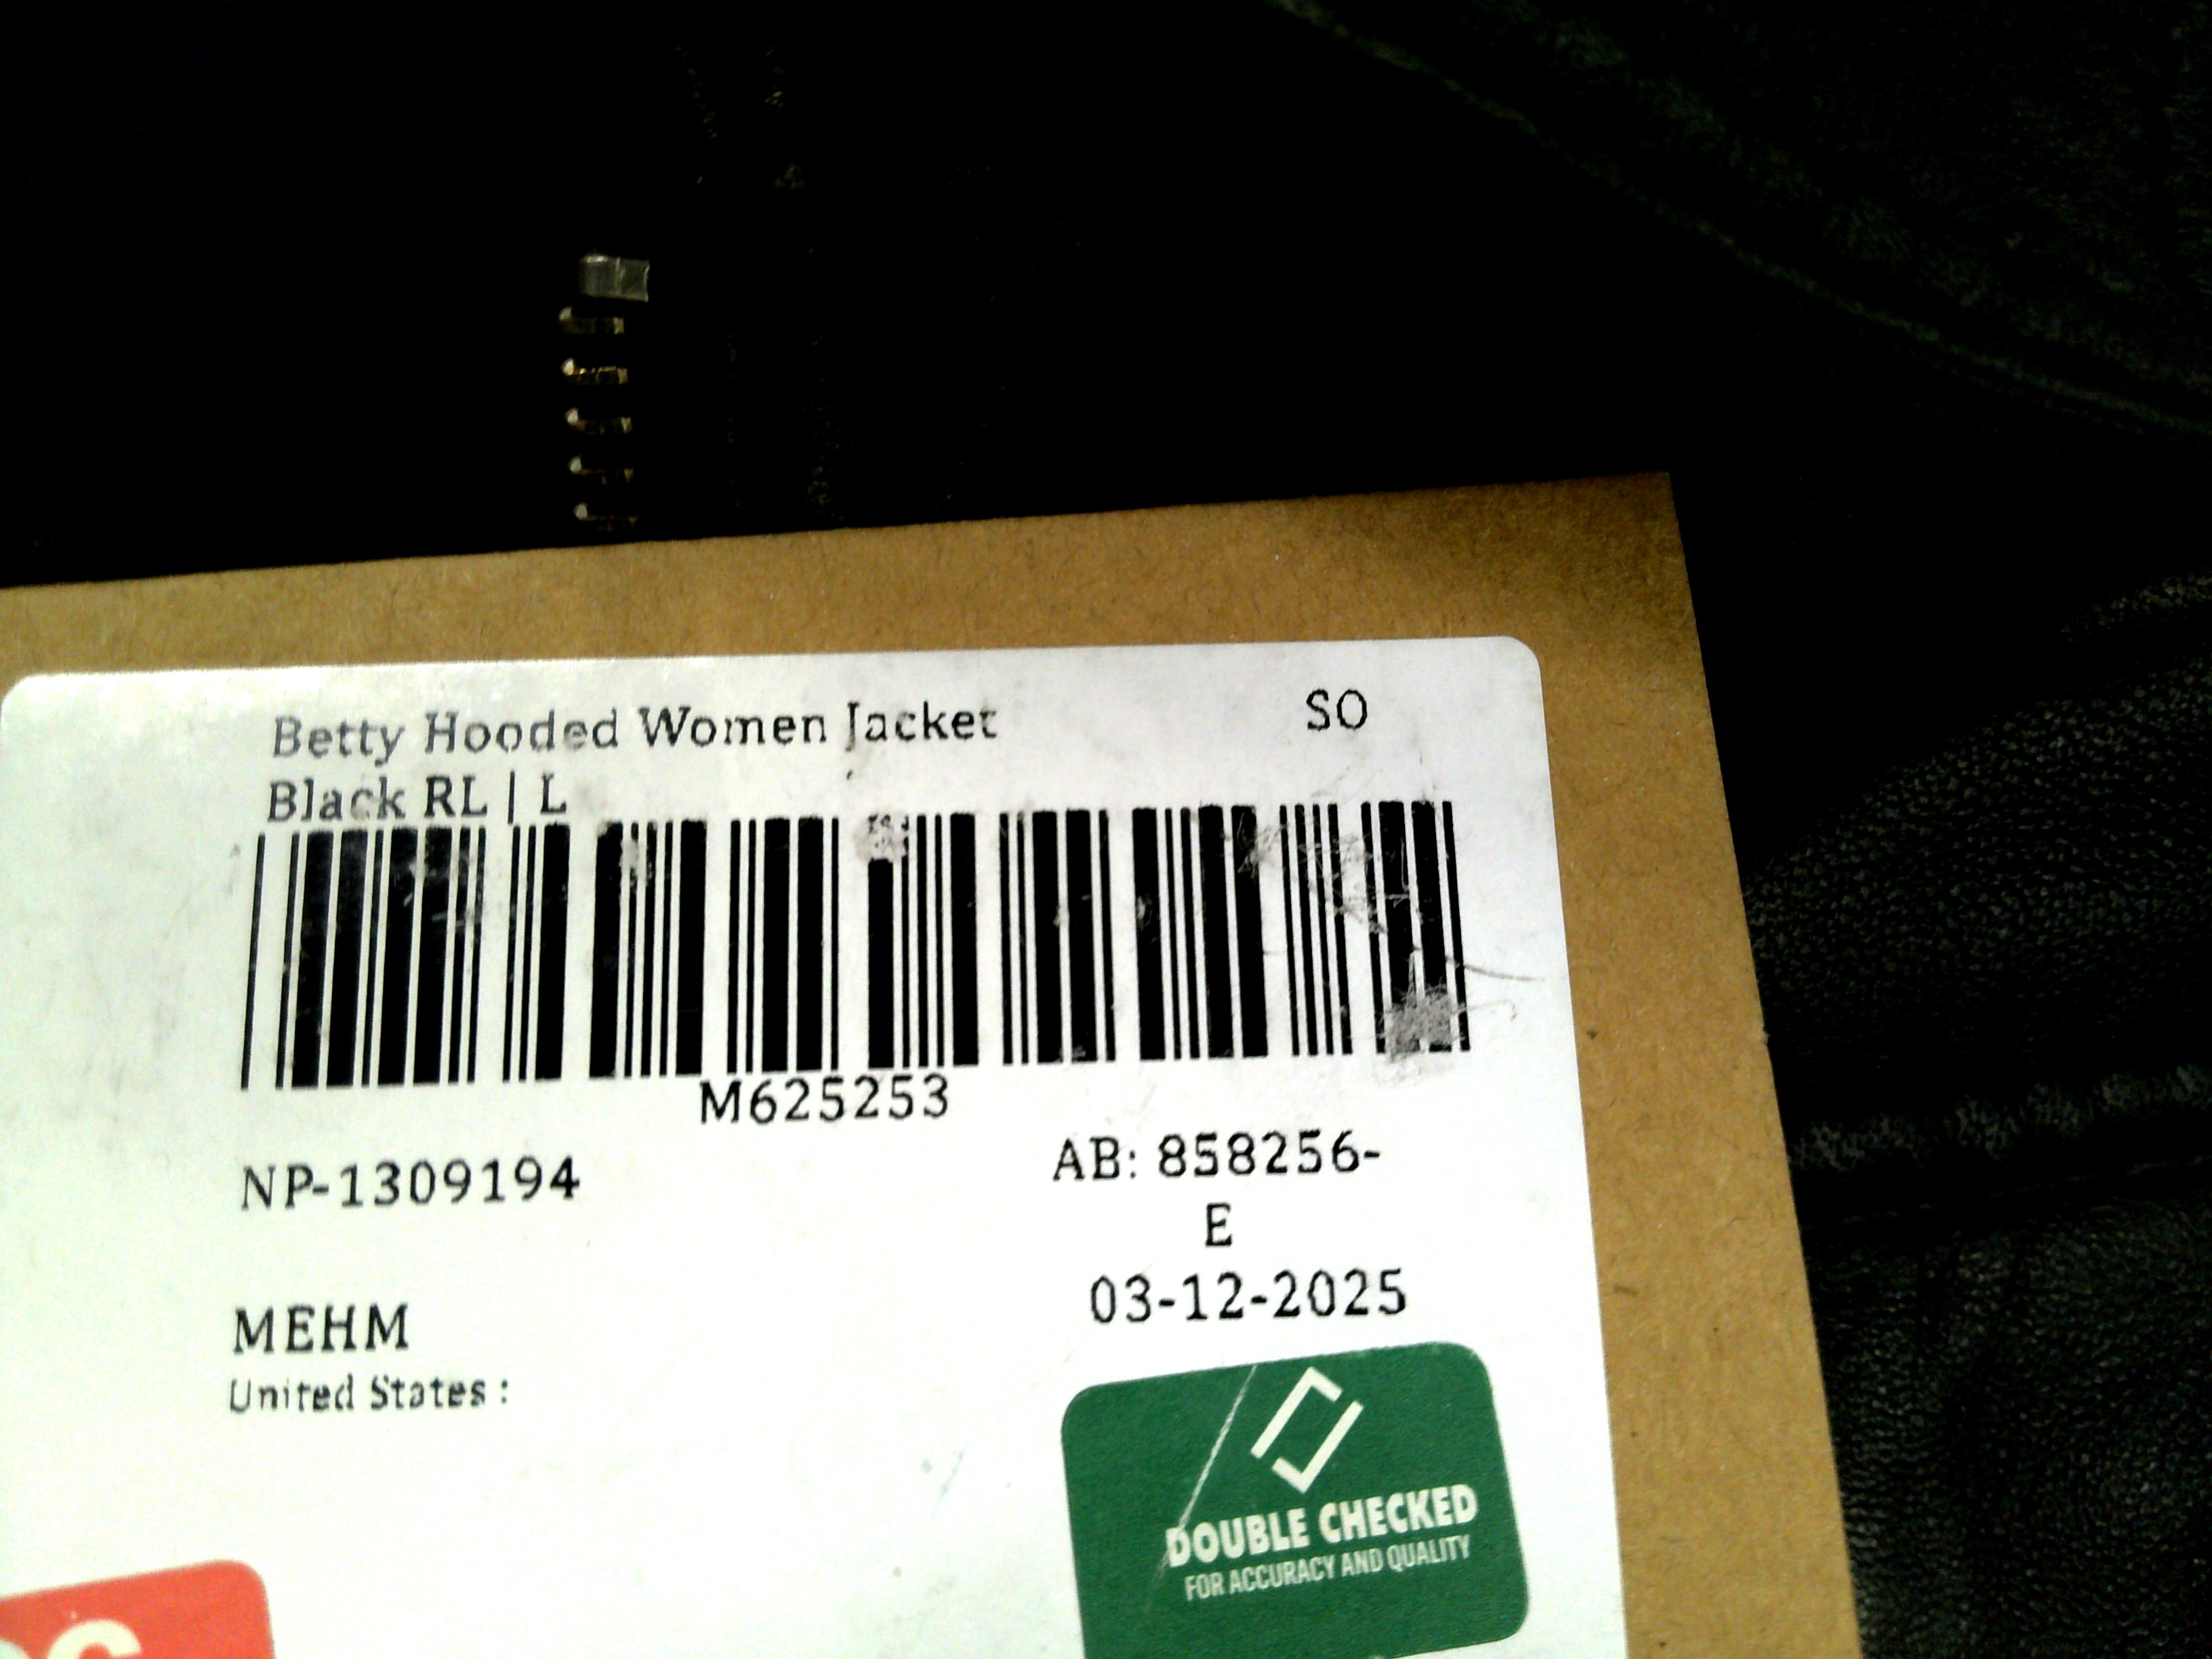 Betty Hooded Women Jacket SO
Black RL | L
M625253
NP-1309194
AB: 858256-
E
03-12-2025
MEHM
United States :
DOUBLE CHECKED
FOR ACCURACY AND QUALITY